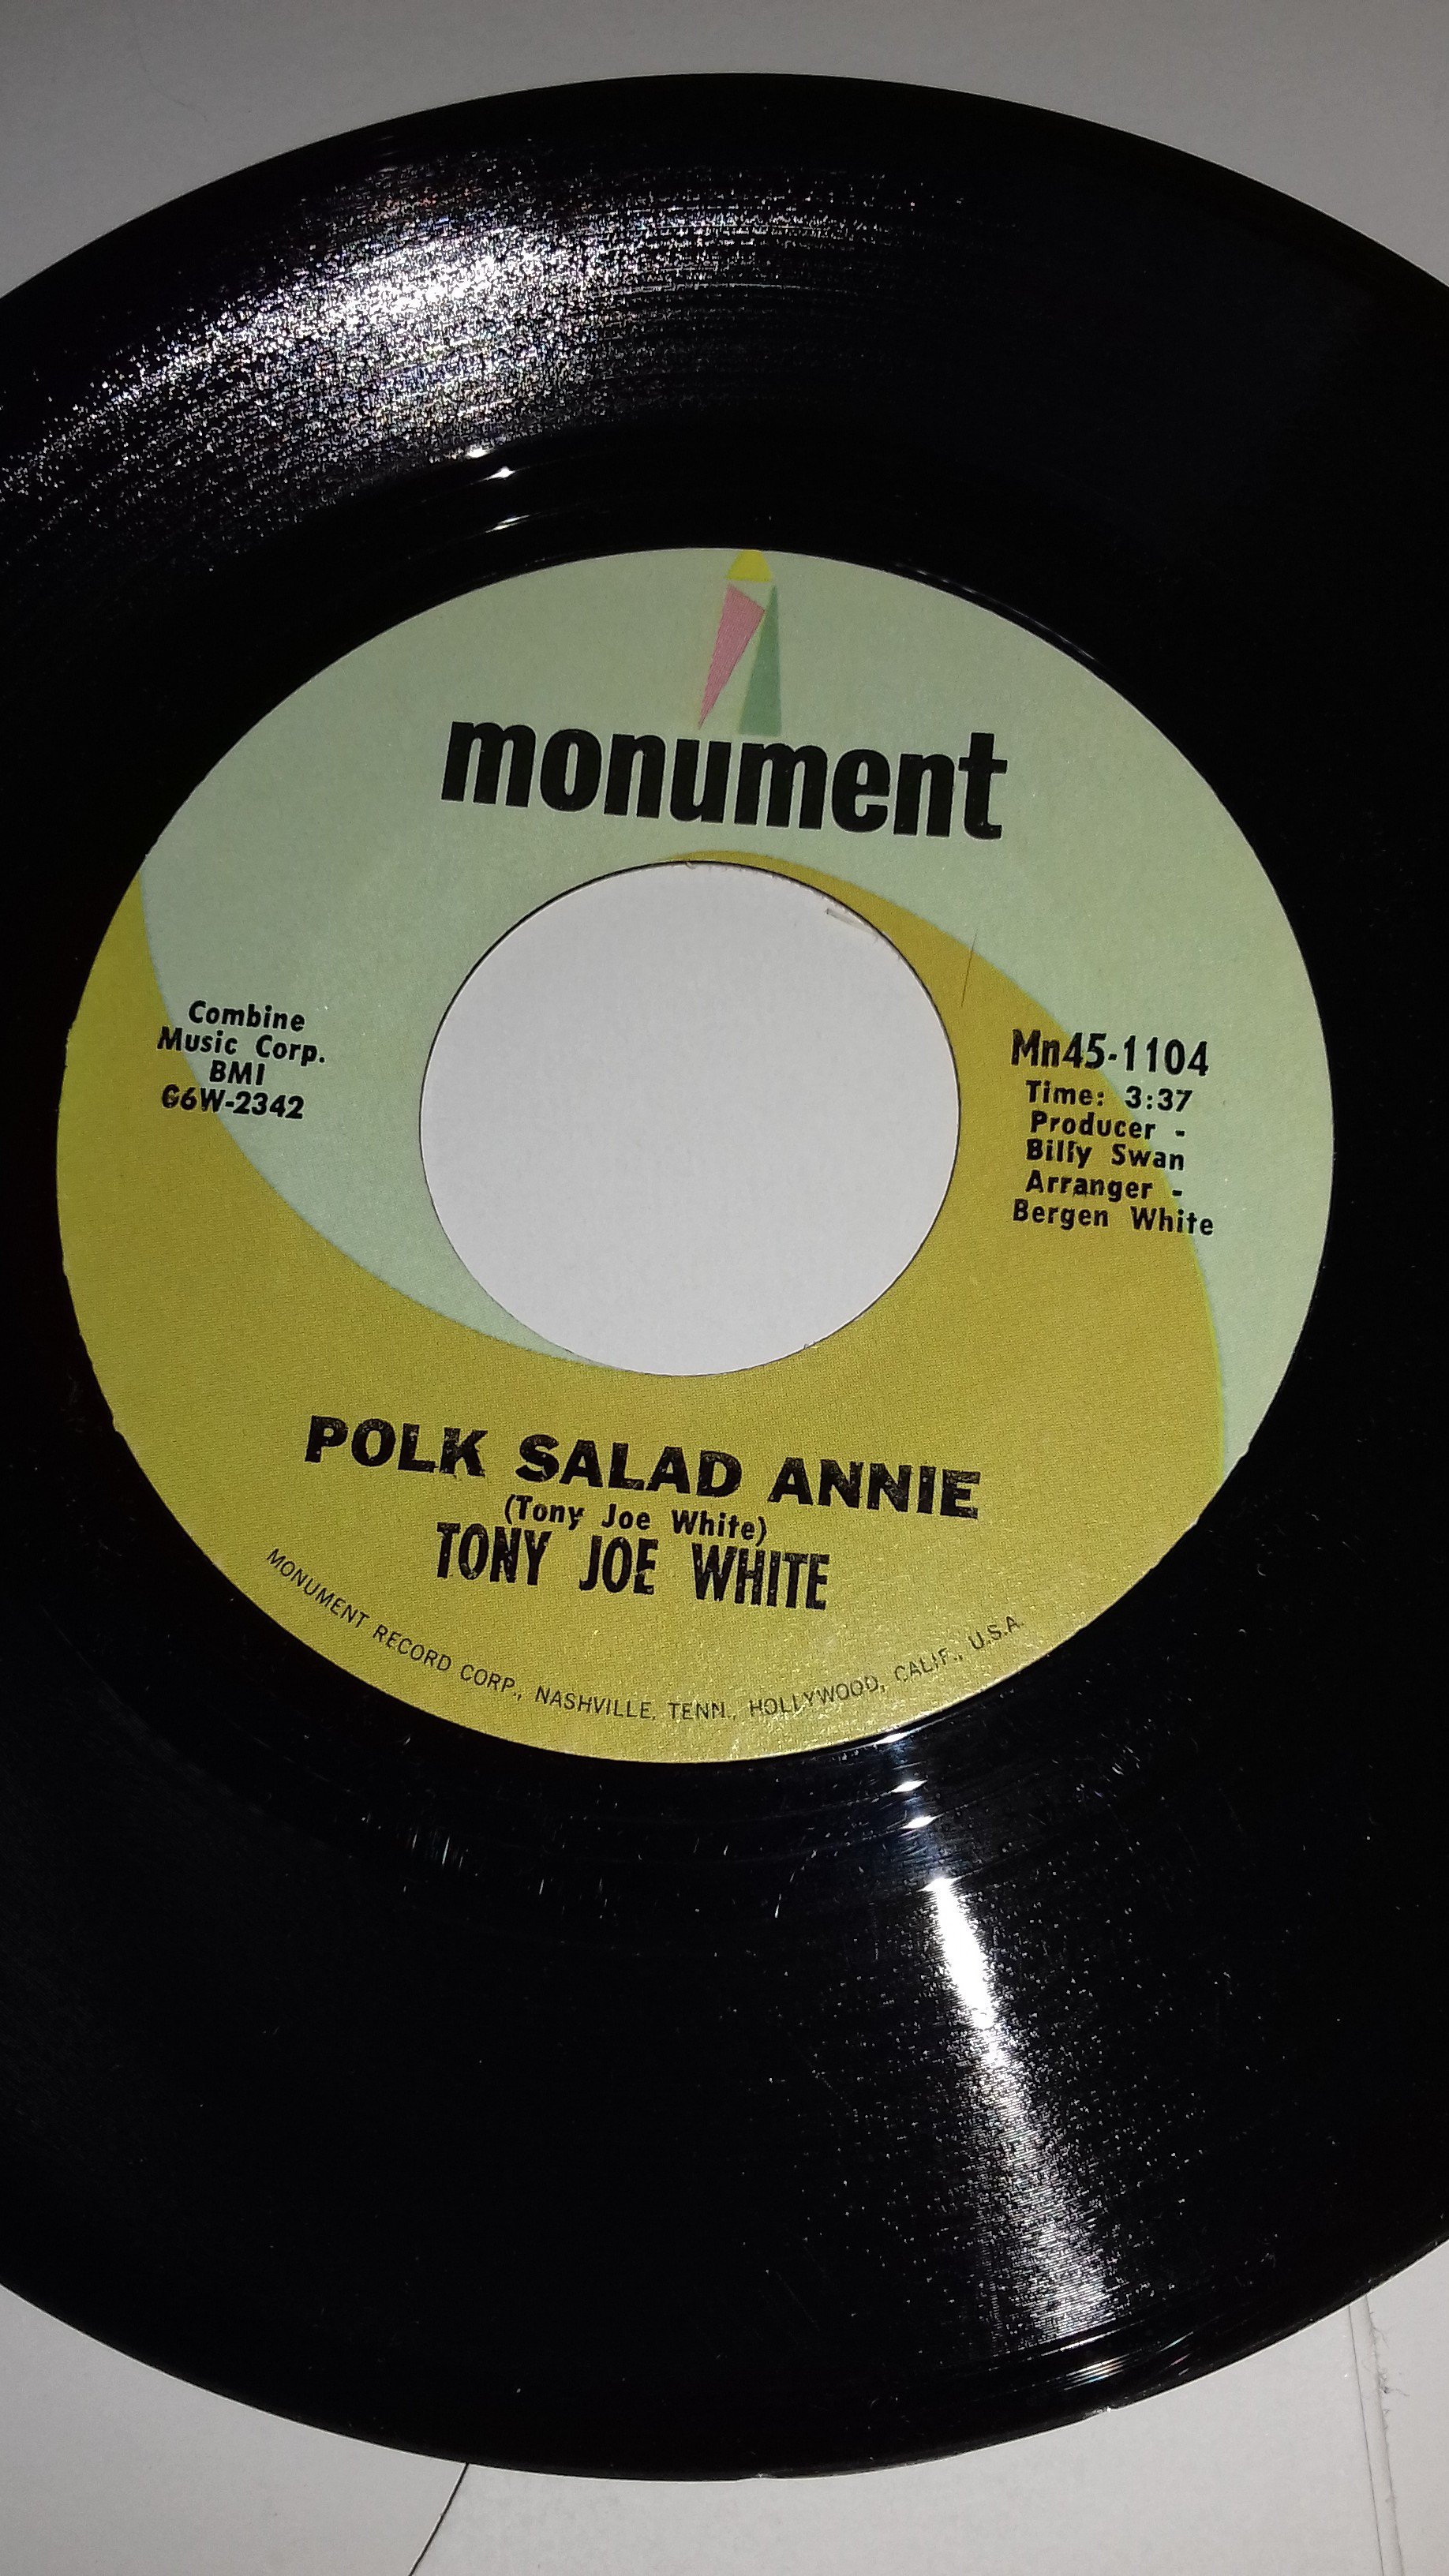 monument
Combine
Music Corp.
BMI
G6W-2342
Mn45-1104
Time: 3:37
Producer -
Billy Swan
Arranger -
Bergen White
POLK SALAD ANNIE
(Tony Joe White)
TONY JOE WHITE
MONUMENT RECORD CORP., NASHVILLE, TENN., HOLLYWOOD, CALIF., U.S.A.